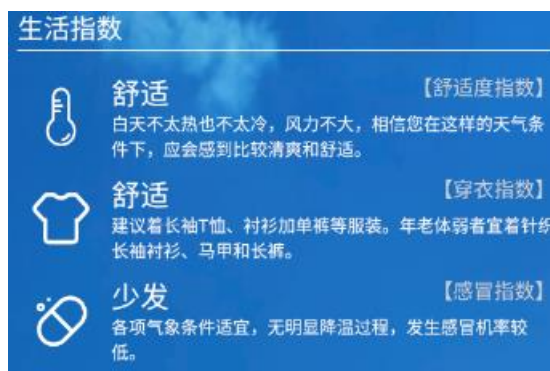 生活指数
舒适
【舒适度指数】
白天不太热也不太冷，风力不大，相信您在这样的天气条
件下，应会感到比较清爽和舒适。
舒适
【穿衣指数】
建议着长袖T恤、衬衫加单裤等服装。年老体弱者宜着针织
长袖衬衫、马甲和长裤。
少发
【感冒指数】
各项气象条件适宜，无明显降温过程，发生感冒机率较
低。